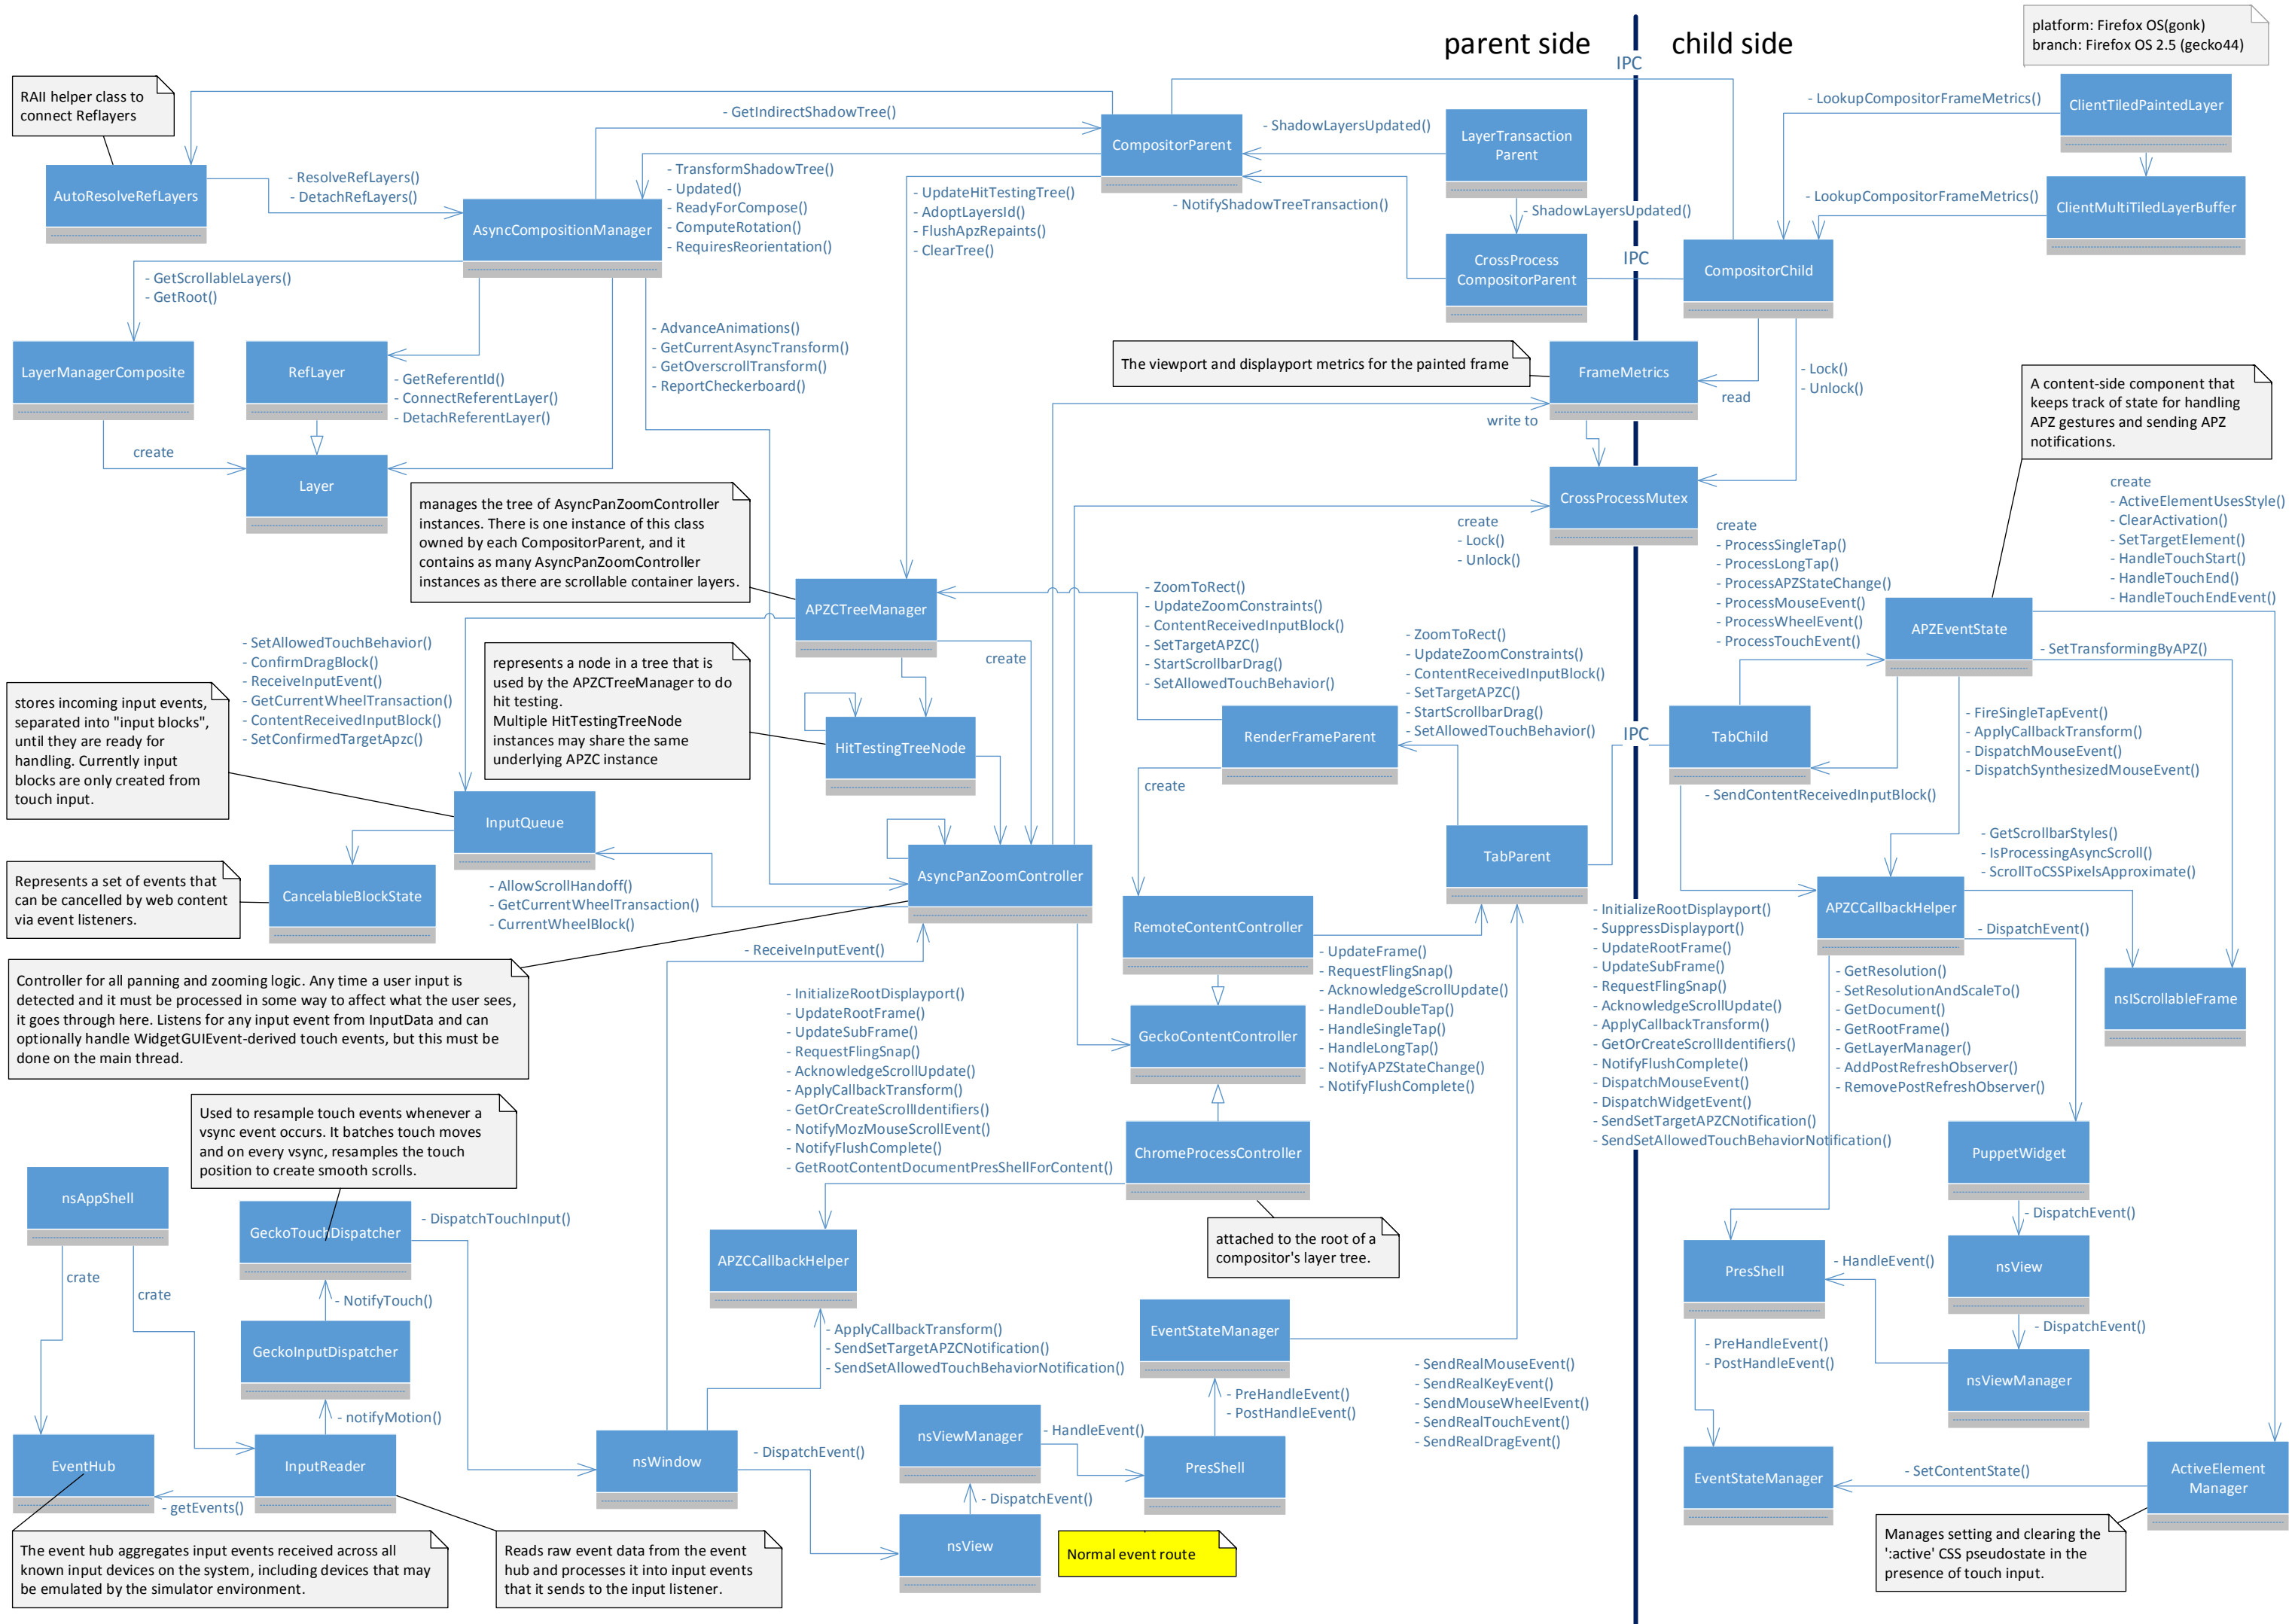 parent side
child side
platform: Firefox OS(gonk)
branch: Firefox OS 2.5 (gecko44)
IPC
RAII helper class to
connect Reflayers
- GetIndirectShadowTree()
CompositorParent
- ShadowLayersUpdated()
LayerTransaction
Parent
- LookupCompositorFrameMetrics()
ClientTiledPaintedLayer
AutoResolveRefLayers
- ResolveRefLayers()
- DetachRefLayers()
AsyncCompositionManager
- TransformShadowTree()
- Updated()
- ReadyForCompose()
- ComputeRotation()
- RequiresReorientation()
- UpdateHitTestingTree()
- AdoptLayersId()
- FlushApzRepaints()
- ClearTree()
- NotifyShadowTreeTransaction()
- ShadowLayersUpdated()
- LookupCompositorFrameMetrics()
ClientMultiTiledLayerBuffer
CrossProcess
CompositorParent
IPC
CompositorChild
- GetScrollableLayers()
- GetRoot()
LayerManagerComposite
RefLayer
- GetReferentId()
- ConnectReferentLayer()
- DetachReferentLayer()
- AdvanceAnimations()
- GetCurrentAsyncTransform()
- GetOverscrollTransform()
- ReportCheckerboard()
The viewport and displayport metrics for the painted frame
FrameMetrics
read
- Lock()
- Unlock()
write to
A content-side component that
keeps track of state for handling
APZ gestures and sending APZ
notifications.
create
Layer
manages the tree of AsyncPanZoomController
instances. There is one instance of this class
owned by each CompositorParent, and it
contains as many AsyncPanZoomController
instances as there are scrollable container layers.
CrossProcessMutex
create
- Lock()
- Unlock()
create
- ProcessSingleTap()
- ProcessLongTap()
- ProcessAPZStateChange()
- ProcessMouseEvent()
- ProcessWheelEvent()
- ProcessTouchEvent()
create
- ActiveElementUsesStyle()
- ClearActivation()
- SetTargetElement()
- HandleTouchStart()
- HandleTouchEnd()
- HandleTouchEndEvent()
APZCTreeManager
- ZoomToRect()
- UpdateZoomConstraints()
- ContentReceivedInputBlock()
- SetTargetAPZC()
- StartScrollbarDrag()
- SetAllowedTouchBehavior()
- ZoomToRect()
- UpdateZoomConstraints()
- ContentReceivedInputBlock()
- SetTargetAPZC()
- StartScrollbarDrag()
- SetAllowedTouchBehavior()
APZEventState
- SetTransformingByAPZ()
- SetAllowedTouchBehavior()
- ConfirmDragBlock()
- ReceiveInputEvent()
- GetCurrentWheelTransaction()
- ContentReceivedInputBlock()
- SetConfirmedTargetApzc()
represents a node in a tree that is
used by the APZCTreeManager to do
hit testing.
Multiple HitTestingTreeNode
instances may share the same
underlying APZC instance
create
stores incoming input events,
separated into "input blocks",
until they are ready for
handling. Currently input
blocks are only created from
touch input.
HitTestingTreeNode
RenderFrameParent
IPC
TabChild
- FireSingleTapEvent()
- ApplyCallbackTransform()
- DispatchMouseEvent()
- DispatchSynthesizedMouseEvent()
create
- SendContentReceivedInputBlock()
InputQueue
TabParent
- GetScrollbarStyles()
- IsProcessingAsyncScroll()
- ScrollToCSSPixelsApproximate()
Represents a set of events that
can be cancelled by web content
via event listeners.
CancelableBlockState
- AllowScrollHandoff()
- GetCurrentWheelTransaction()
- CurrentWheelBlock()
AsyncPanZoomController
RemoteContentController
- UpdateFrame()
- RequestFlingSnap()
- AcknowledgeScrollUpdate()
- HandleDoubleTap()
- HandleSingleTap()
- HandleLongTap()
- NotifyAPZStateChange()
- NotifyFlushComplete()
- InitializeRootDisplayport()
- SuppressDisplayport()
- UpdateRootFrame()
- UpdateSubFrame()
- RequestFlingSnap()
- AcknowledgeScrollUpdate()
- ApplyCallbackTransform()
- GetOrCreateScrollIdentifiers()
- NotifyFlushComplete()
- DispatchMouseEvent()
- DispatchWidgetEvent()
- SendSetTargetAPZCNotification()
- SendSetAllowedTouchBehaviorNotification()
APZCCallbackHelper
- DispatchEvent()
- GetResolution()
- SetResolutionAndScaleTo()
- GetDocument()
- GetRootFrame()
- GetLayerManager()
- AddPostRefreshObserver()
- RemovePostRefreshObserver()
nsIScrollableFrame
- ReceiveInputEvent()
Controller for all panning and zooming logic. Any time a user input is
detected and it must be processed in some way to affect what the user sees,
it goes through here. Listens for any input event from InputData and can
optionally handle WidgetGUIEvent-derived touch events, but this must be
done on the main thread.
- InitializeRootDisplayport()
- UpdateRootFrame()
- UpdateSubFrame()
- RequestFlingSnap()
- AcknowledgeScrollUpdate()
- ApplyCallbackTransform()
- GetOrCreateScrollIdentifiers()
- NotifyMozMouseScrollEvent()
- NotifyFlushComplete()
- GetRootContentDocumentPresShellForContent()
GeckoContentController
Used to resample touch events whenever a
vsync event occurs. It batches touch moves
and on every vsync, resamples the touch
position to create smooth scrolls.
ChromeProcessController
PuppetWidget
nsAppShell
GeckoTouchDispatcher
- DispatchTouchInput()
attached to the root of a
compositor's layer tree.
- DispatchEvent()
APZCCallbackHelper
PresShell
- HandleEvent()
nsView
crate
crate
- NotifyTouch()
GeckoInputDispatcher
- ApplyCallbackTransform()
- SendSetTargetAPZCNotification()
- SendSetAllowedTouchBehaviorNotification()
EventStateManager
- DispatchEvent()
- PreHandleEvent()
- PostHandleEvent()
nsViewManager
- SendRealMouseEvent()
- SendRealKeyEvent()
- SendMouseWheelEvent()
- SendRealTouchEvent()
- SendRealDragEvent()
- PreHandleEvent()
- PostHandleEvent()
- notifyMotion()
EventHub
InputReader
- getEvents()
nsWindow
- DispatchEvent()
nsViewManager
- HandleEvent()
PresShell
EventStateManager
- SetContentState()
ActiveElement
Manager
- DispatchEvent()
nsView
Normal event route
The event hub aggregates input events received across all
known input devices on the system, including devices that may
be emulated by the simulator environment.
Reads raw event data from the event
hub and processes it into input events
that it sends to the input listener.
Manages setting and clearing the
':active' CSS pseudostate in the
presence of touch input.